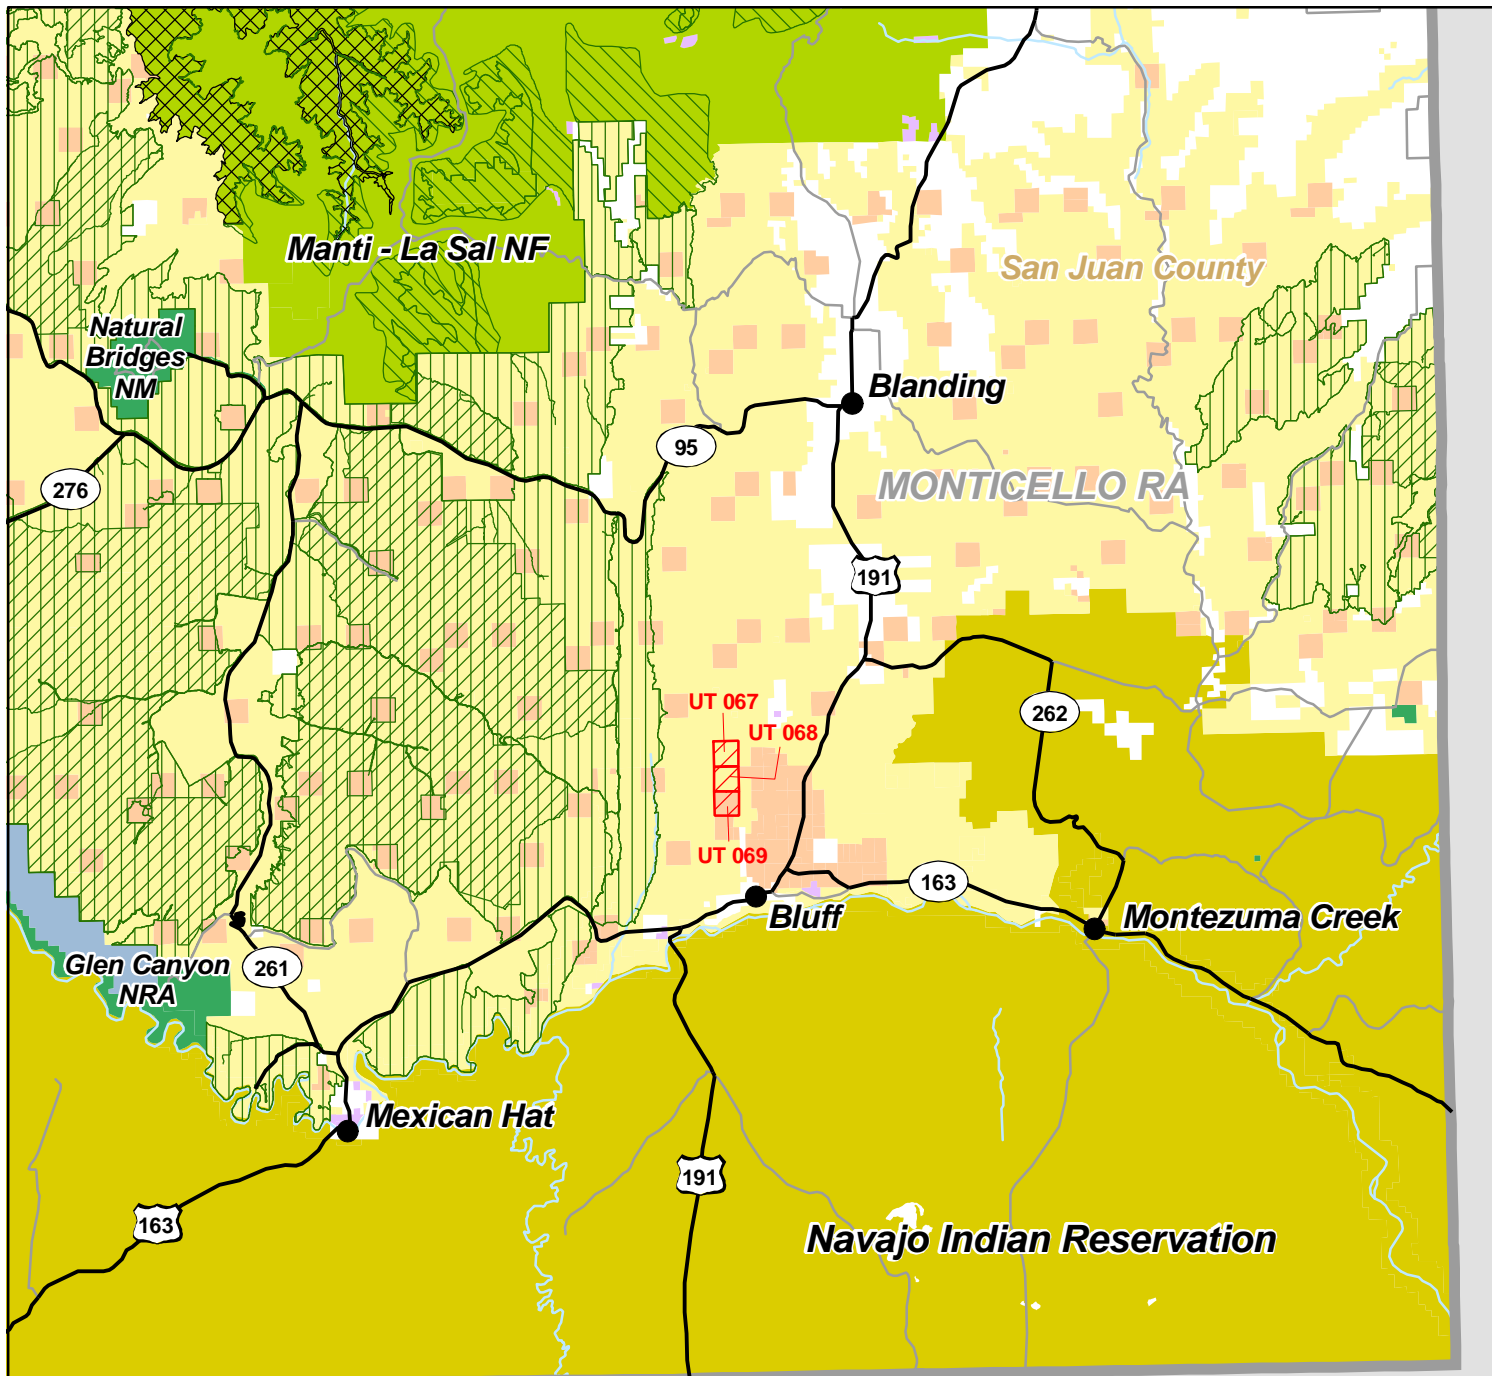 Manti - La Sal NF
San Juan County
Natural
Bridges
NM
Blanding
95
276
MONTICELLO RA
191
UT 067
UT 068
262
UT 069
163
Bluff
Montezuma Creek
Glen Canyon
NRA
261
Mexican Hat
191
163
Navajo Indian Reservation